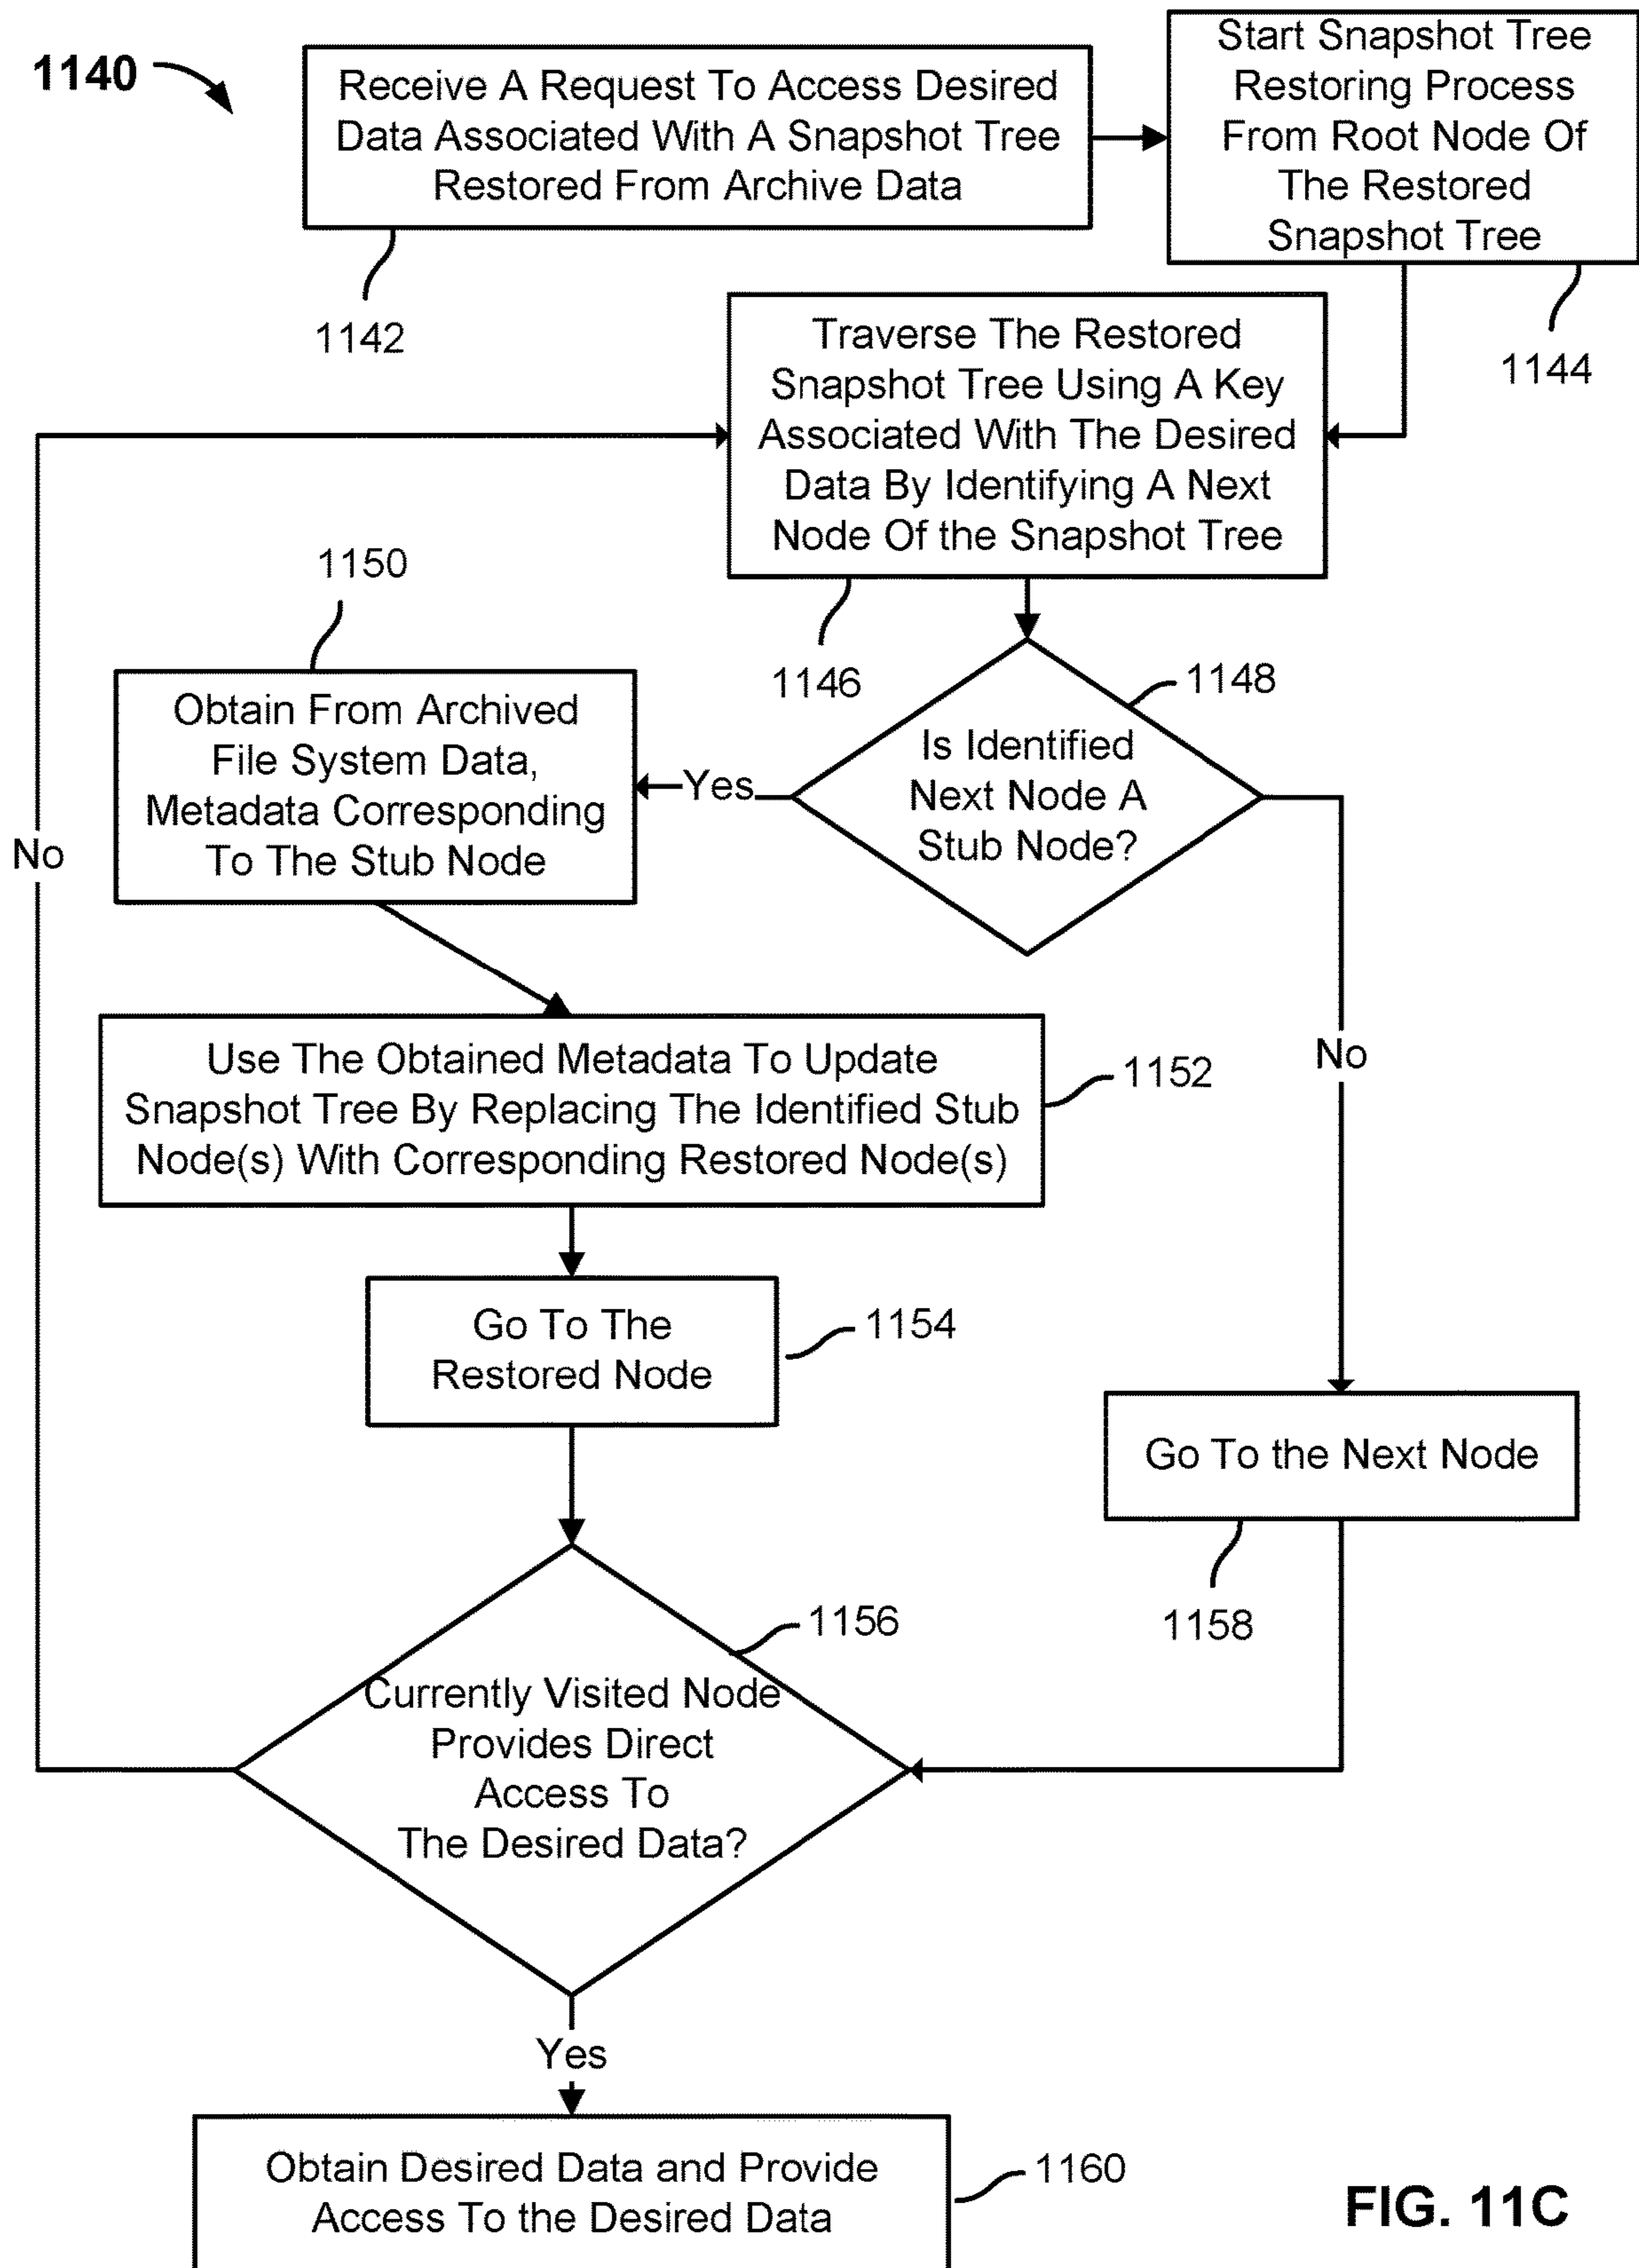 1140
Receive A Request To Access Desired
Data Associated With A Snapshot Tree
Restored From Archive Data
1142
Start Snapshot Tree
Restoring Process
From Root Node Of
The Restored
Snapshot Tree
1144
Traverse The Restored
Snapshot Tree Using A Key
Associated With The Desired
Data By Identifying A Next
Node Of the Snapshot Tree
1146
Is Identified
Next Node A
Stub Node?
1148
Yes
No
1150
Obtain From Archived
File System Data,
Metadata Corresponding
To The Stub Node
Use The Obtained Metadata To Update
Snapshot Tree By Replacing The Identified Stub
Node(s) With Corresponding Restored Node(s)
1152
Go To The
Restored Node
1154
Go To the Next Node
1158
Currently Visited Node
Provides Direct
Access To
The Desired Data?
1156
No
Yes
Obtain Desired Data and Provide
Access To the Desired Data
1160
FIG. 11C